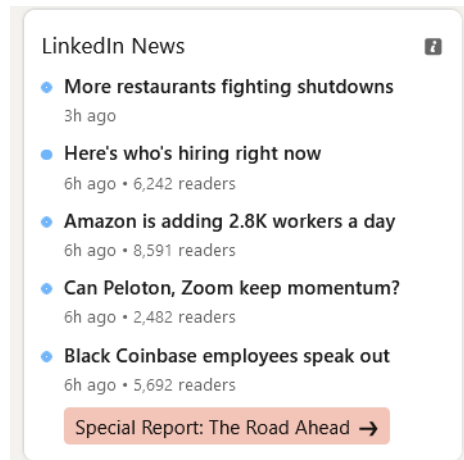 LinkedIn News
More restaurants fighting shutdowns
3h ago
Here's who's hiring right now
6h ago • 6,242 readers
Amazon is adding 2.8K workers a day
6h ago • 8,591 readers
Can Peloton, Zoom keep momentum?
6h ago • 2,482 readers
Black Coinbase employees speak out
6h ago • 5,692 readers
Special Report: The Road Ahead →